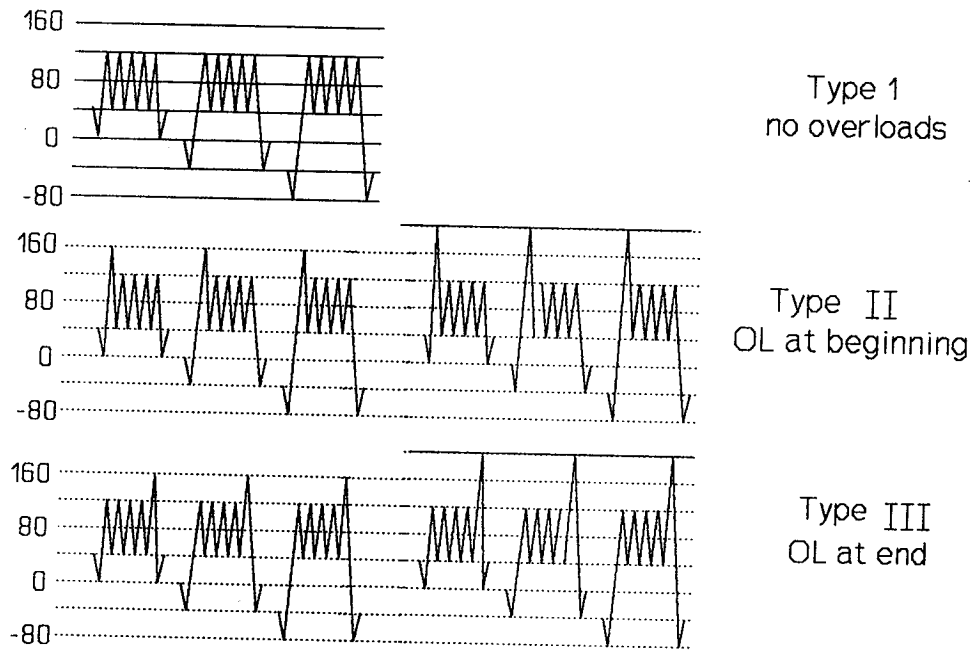 160
80
0
-80
Type 1
no overloads
160
80
0
-80
Type II
OL at beginning
160
80
0
-80
Type III
OL at end